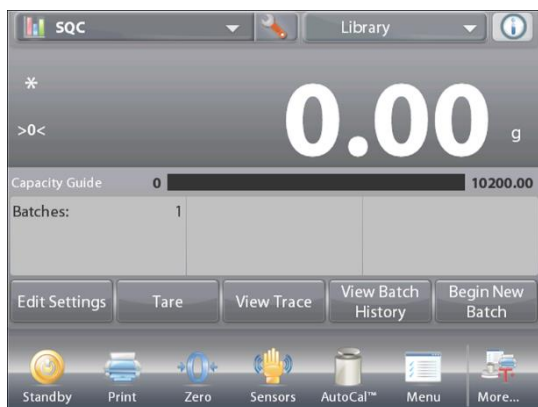 SQC Library
*
>0<
0.00 g
Capacity Guide 0 10200.00
Batches: 1
Edit Settings Tare View Trace View Batch History Begin New Batch
Standby Print Zero Sensors AutoCal™ Menu More...